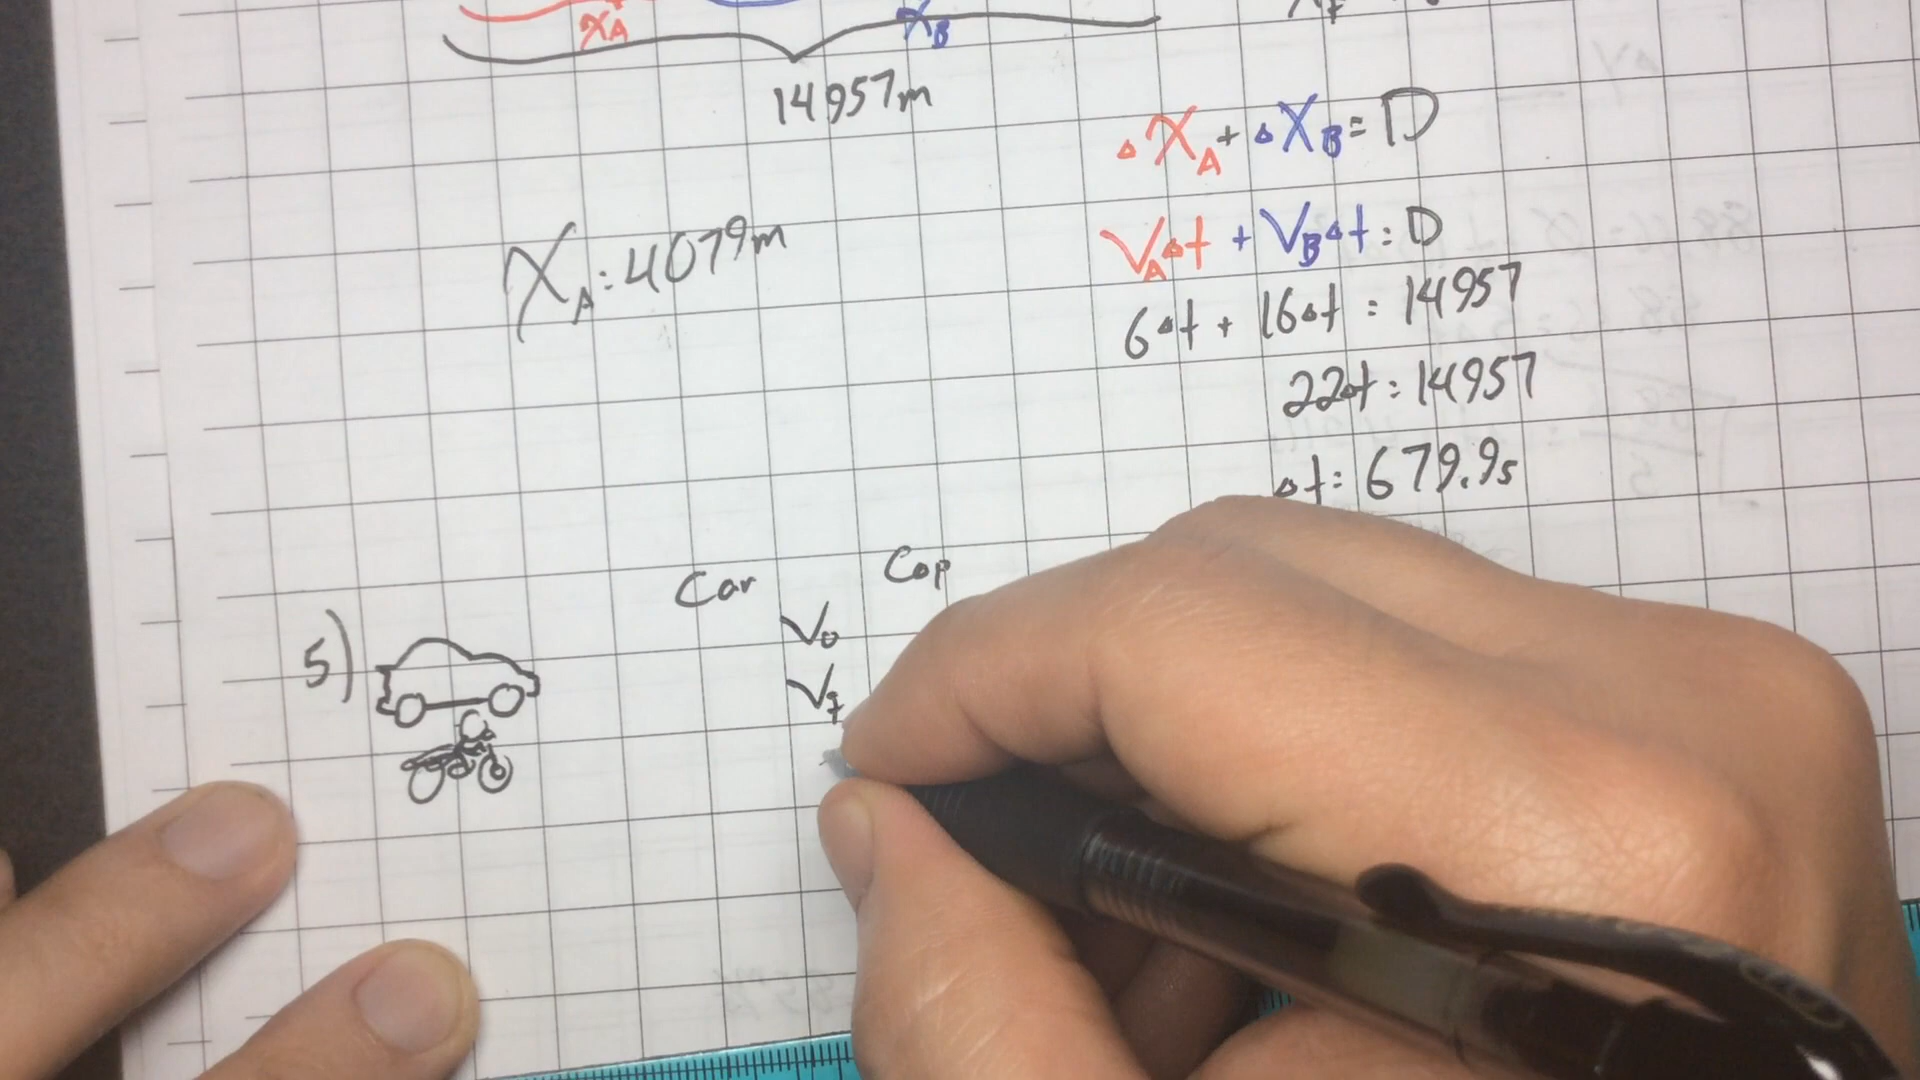 XA XB
14957m
ΔXA + ΔXB = D
VAΔt + VBΔt = D
XA = 4079m
6Δt + 16Δt = 14957
22Δt = 14957
Δt = 679.9s
Car Cop
5)
V0
Vf